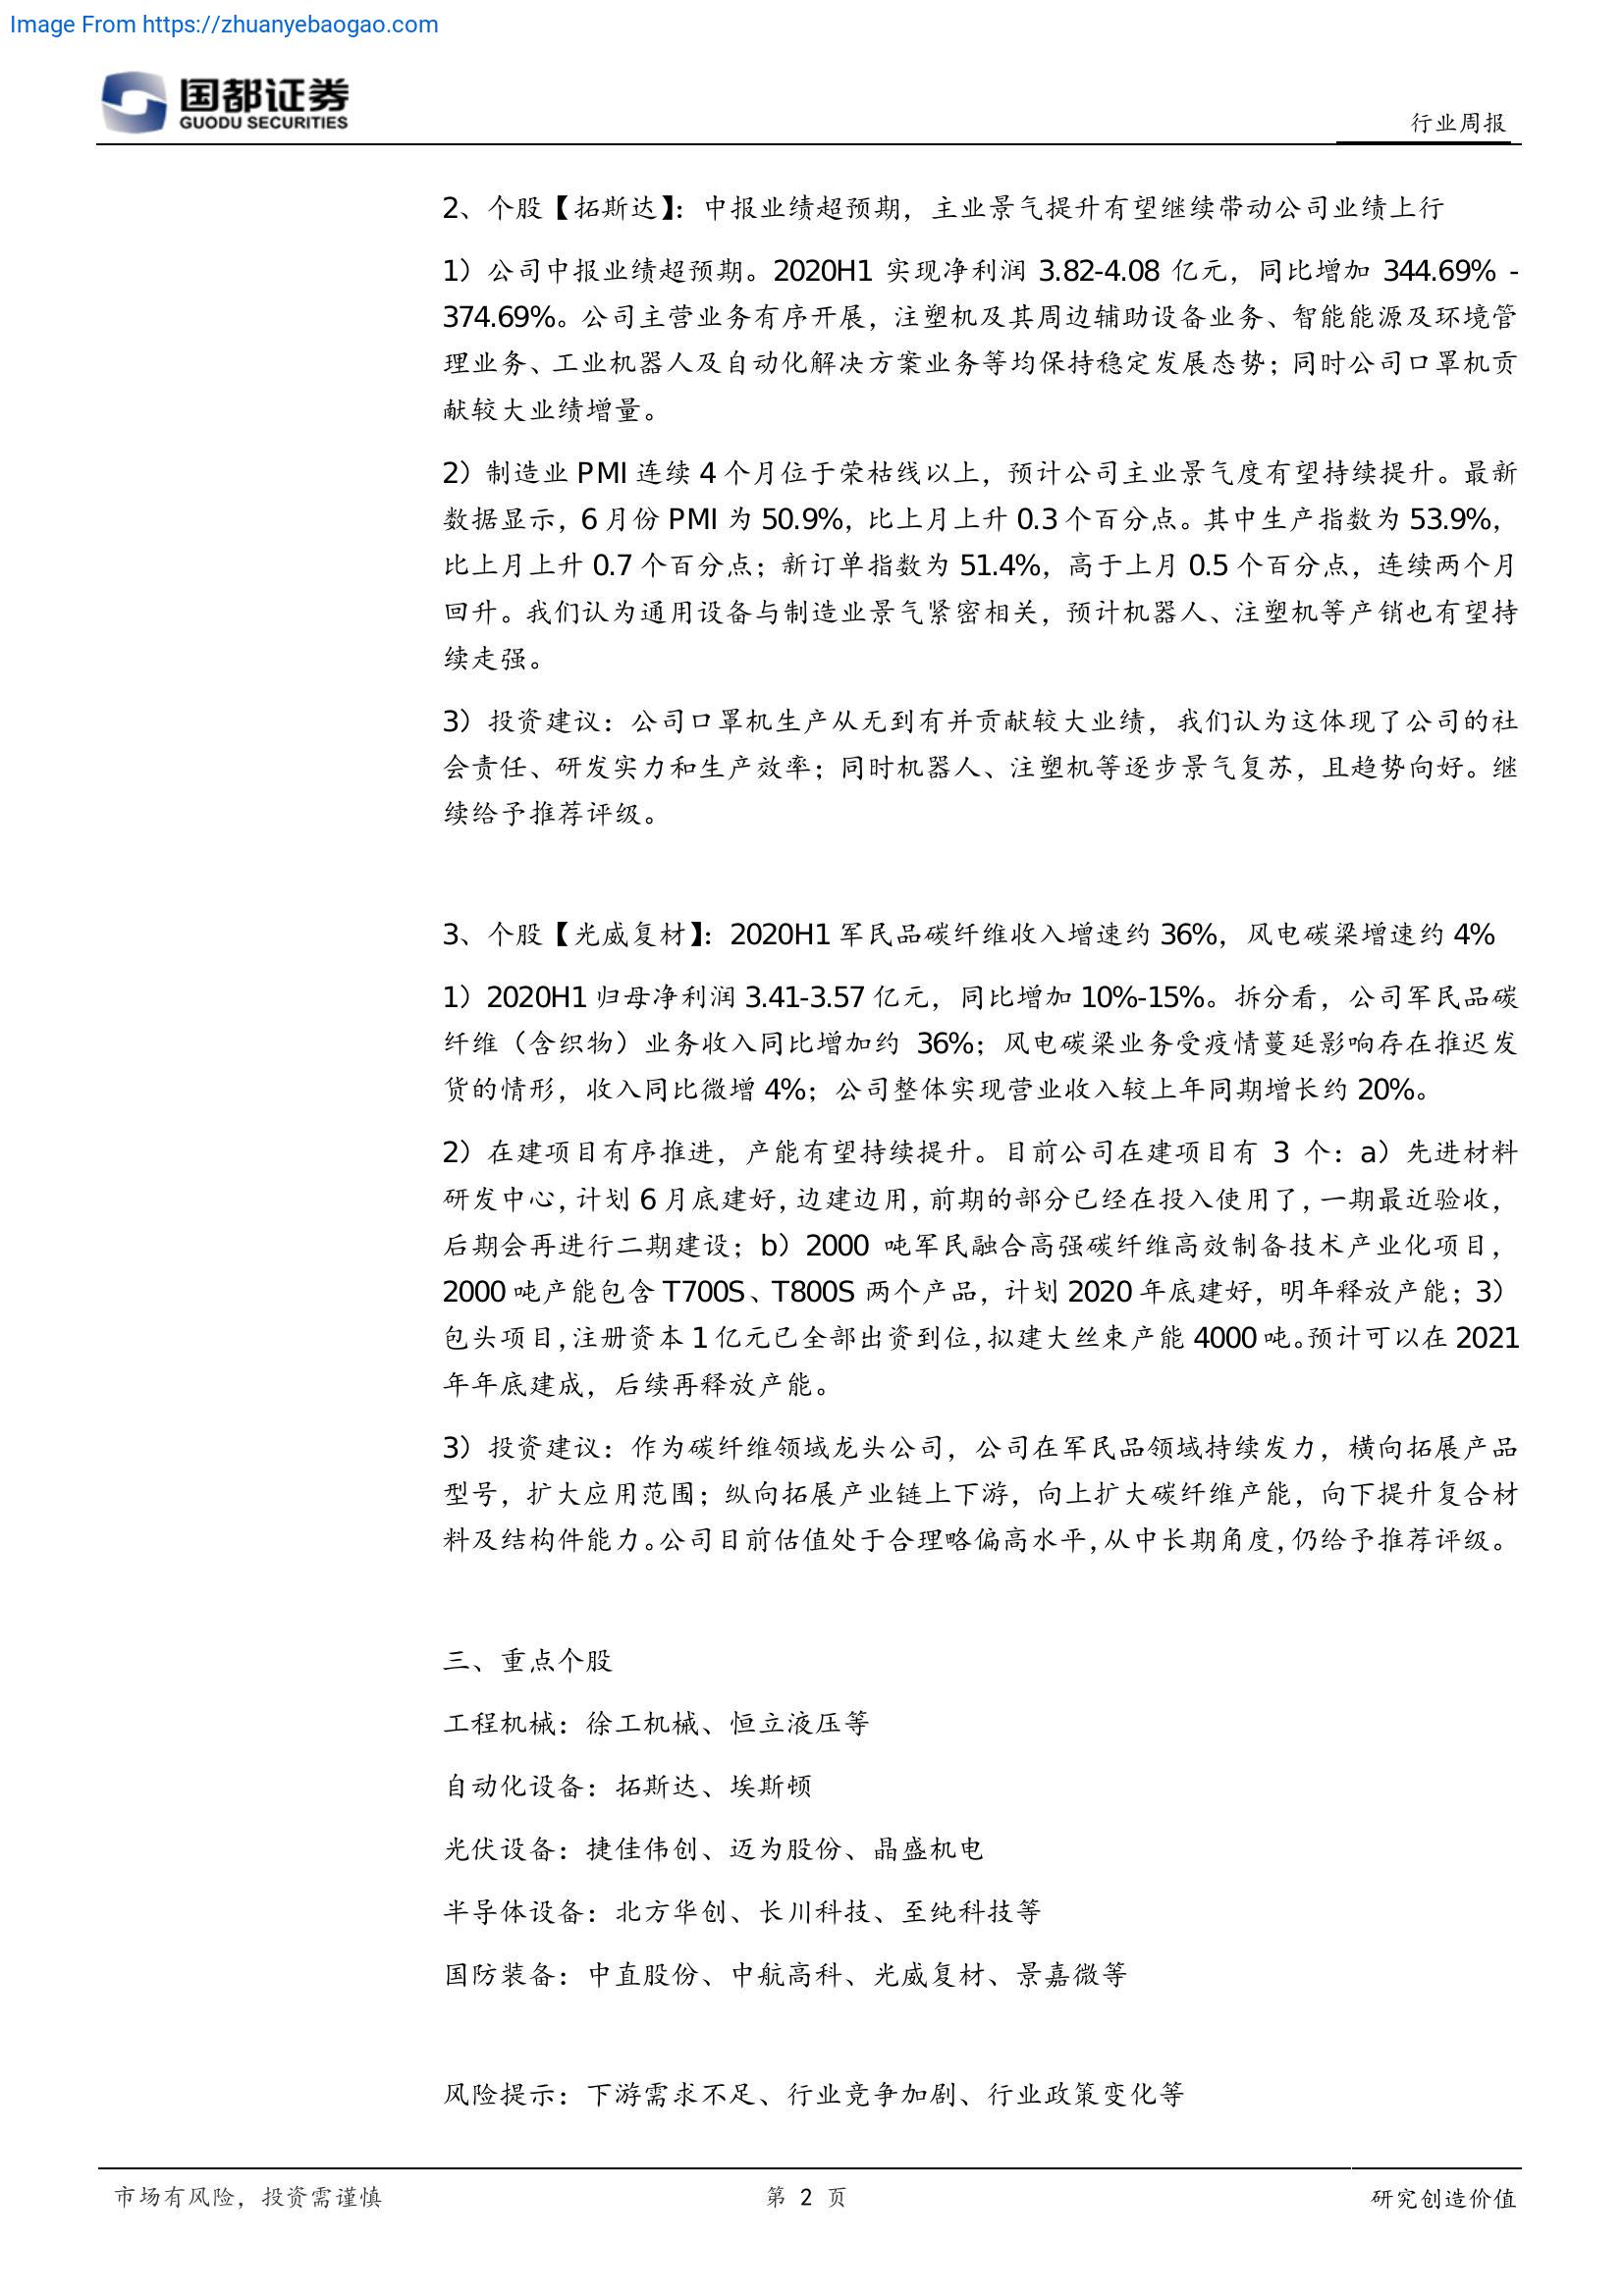 Image From https://zhuanyebaogao.com
国都证券
GUODU SECURITIES
行业周报
2、个股【拓斯达】：中报业绩超预期，主业景气提升有望继续带动公司业绩上行
1）公司中报业绩超预期。2020H1 实现净利润 3.82-4.08 亿元，同比增加 344.69% -
374.69%。公司主营业务有序开展，注塑机及其周边辅助设备业务、智能能源及环境管
理业务、工业机器人及自动化解决方案业务等均保持稳定发展态势；同时公司口罩机贡
献较大业绩增量。
2）制造业 PMI 连续 4 个月位于荣枯线以上，预计公司主业景气度有望持续提升。最新
数据显示，6 月份 PMI 为 50.9%，比上月上升 0.3 个百分点。其中生产指数为 53.9%，
比上月上升 0.7 个百分点；新订单指数为 51.4%，高于上月 0.5 个百分点，连续两个月
回升。我们认为通用设备与制造业景气紧密相关，预计机器人、注塑机等产销也有望持
续走强。
3）投资建议：公司口罩机生产从无到有并贡献较大业绩，我们认为这体现了公司的社
会责任、研发实力和生产效率；同时机器人、注塑机等逐步景气复苏，且趋势向好。继
续给予推荐评级。
3、个股【光威复材】：2020H1 军民品碳纤维收入增速约 36%，风电碳梁增速约 4%
1）2020H1 归母净利润 3.41-3.57 亿元，同比增加 10%-15%。拆分看，公司军民品碳
纤维（含织物）业务收入同比增加约 36%；风电碳梁业务受疫情蔓延影响存在推迟发
货的情形，收入同比微增 4%；公司整体实现营业收入较上年同期增长约 20%。
2）在建项目有序推进，产能有望持续提升。目前公司在建项目有 3 个：a）先进材料
研发中心，计划 6 月底建好，边建边用，前期的部分已经在投入使用了，一期最近验收，
后期会再进行二期建设；b）2000 吨军民融合高强碳纤维高效制备技术产业化项目，
2000 吨产能包含 T700S、T800S 两个产品，计划 2020 年底建好，明年释放产能；3）
包头项目，注册资本 1 亿元已全部出资到位，拟建大丝束产能 4000 吨。预计可以在 2021
年年底建成，后续再释放产能。
3）投资建议：作为碳纤维领域龙头公司，公司在军民品领域持续发力，横向拓展产品
型号，扩大应用范围；纵向拓展产业链上下游，向上扩大碳纤维产能，向下提升复合材
料及结构件能力。公司目前估值处于合理略偏高水平，从中长期角度，仍给予推荐评级。
三、重点个股
工程机械：徐工机械、恒立液压等
自动化设备：拓斯达、埃斯顿
光伏设备：捷佳伟创、迈为股份、晶盛机电
半导体设备：北方华创、长川科技、至纯科技等
国防装备：中直股份、中航高科、光威复材、景嘉微等
风险提示：下游需求不足、行业竞争加剧、行业政策变化等
市场有风险，投资需谨慎
第 2 页
研究创造价值